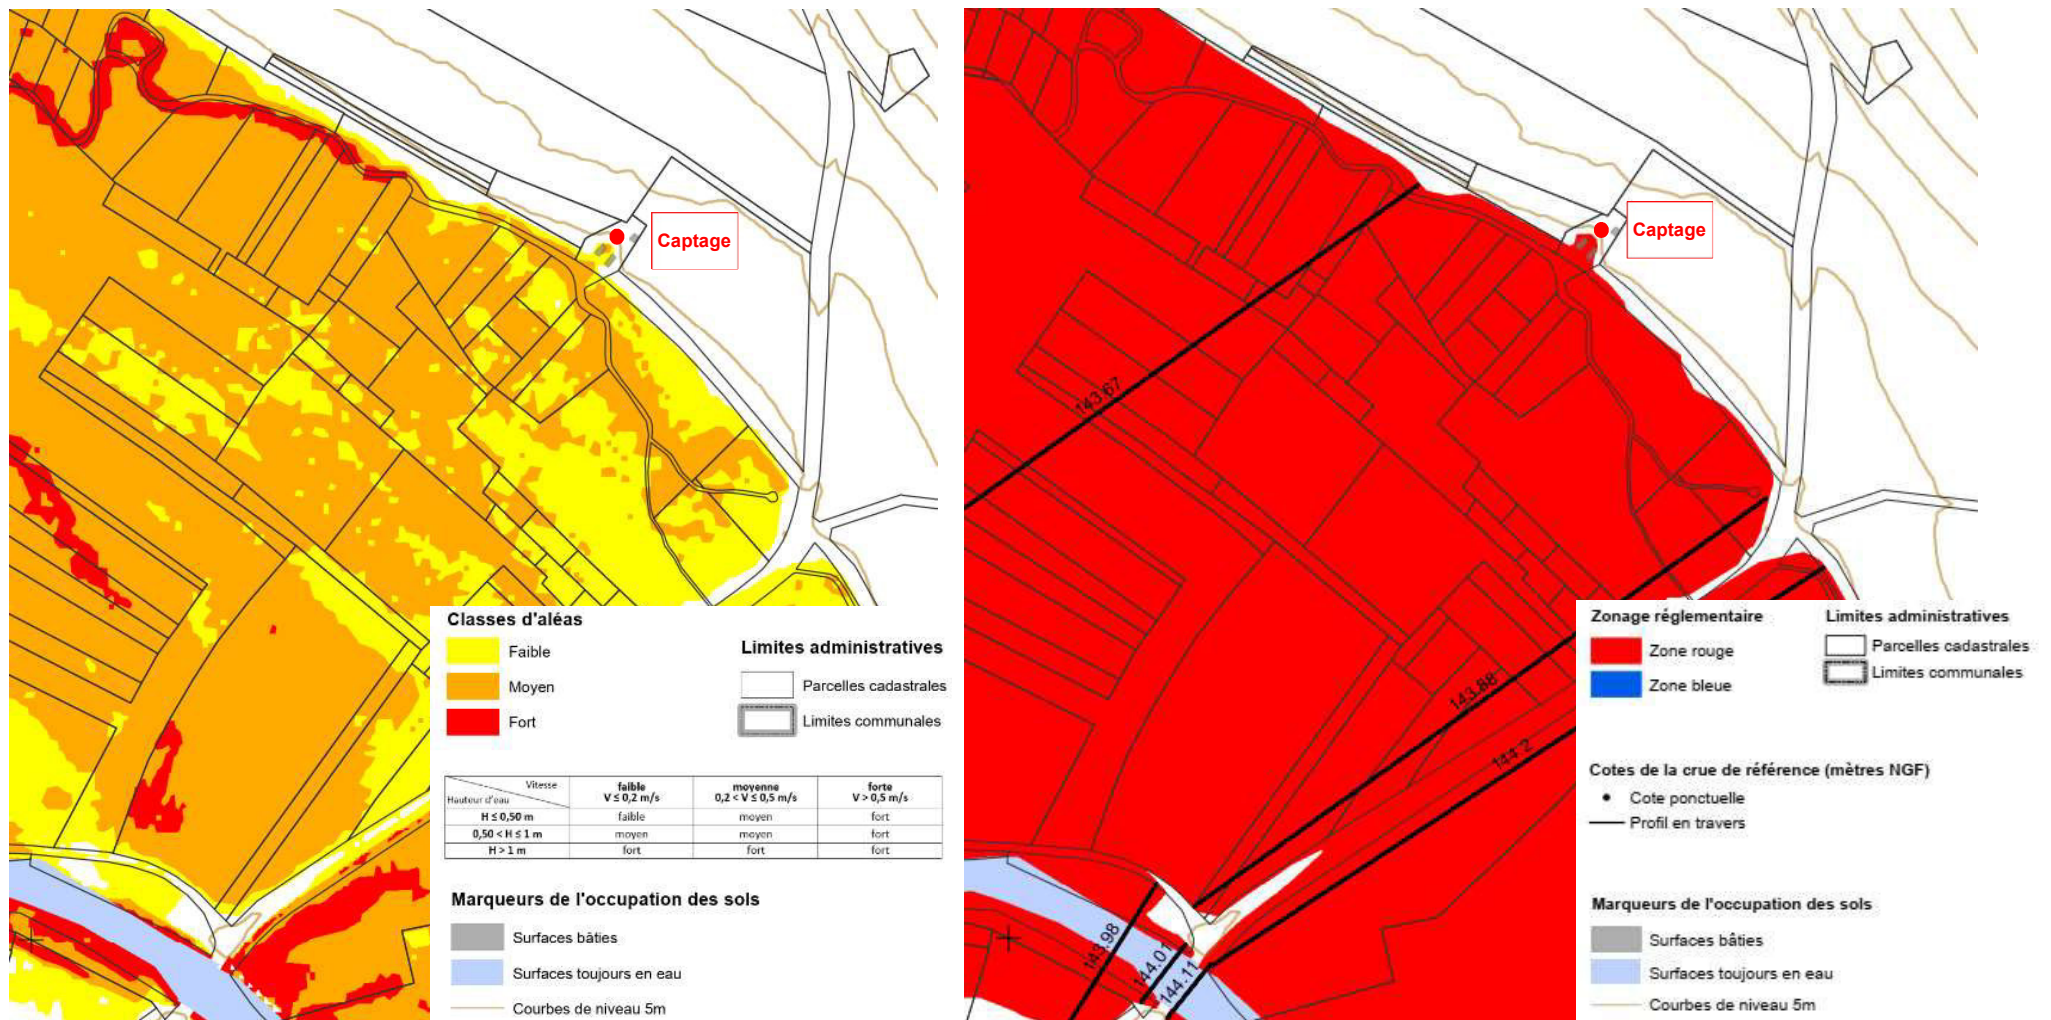 Captage
Classes d'aléas
Faible
Moyen
Fort
Limites administratives
Parcelles cadastrales
Limites communales
Vitesse
Hauteur d'eau
faible
V ≤ 0,2 m/s
moyenne
0,2 < V ≤ 0,5 m/s
forte
V > 0,5 m/s
H ≤ 0,50 m faible moyen fort
0,50 < H ≤ 1 m moyen moyen fort
H > 1 m fort fort fort
Marqueurs de l'occupation des sols
Surfaces bâties
Surfaces toujours en eau
Courbes de niveau 5m
Captage
143.67
143.88
144.2
143.98
144.01
144.11
Zonage réglementaire
Zone rouge
Zone bleue
Limites administratives
Parcelles cadastrales
Limites communales
Cotes de la crue de référence (mètres NGF)
Cote ponctuelle
Profil en travers
Marqueurs de l'occupation des sols
Surfaces bâties
Surfaces toujours en eau
Courbes de niveau 5m